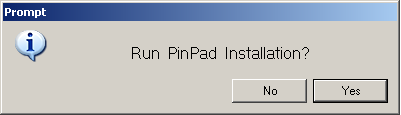 Prompt
Run PinPad Installation?
No
Yes